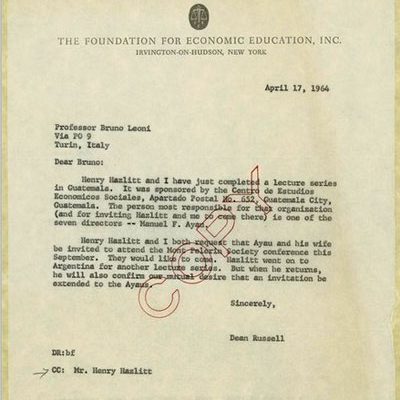 THE FOUNDATION FOR ECONOMIC EDUCATION, INC.
IRVINGTON-ON-HUDSON, NEW YORK
April 17, 1964
Professor Bruno Leoni
Via PO 9
Turin, Italy
Dear Bruno:
Henry Hazlitt and I have just completed a lecture series
in Guatemala. It was sponsored by the Centro de Estudios
Economicos Sociales, Apartado Postal No. 652, Guatemala City,
Guatemala. The person most responsible for that organization
(and for inviting Hazlitt and me to come there) is one of the
seven directors -- Manuel F. Ayau.
Henry Hazlitt and I both request that Ayau and his wife
be invited to attend the Mont Pelerin Society conference this
September. They would like to come. Hazlitt went on to
Argentina for another lecture series. But when he returns,
he will also confirm our mutual desire that an invitation be
extended to the Ayaus.
Sincerely,
Dean Russell
DR:bf
CC: Mr. Henry Hazlitt
COPY